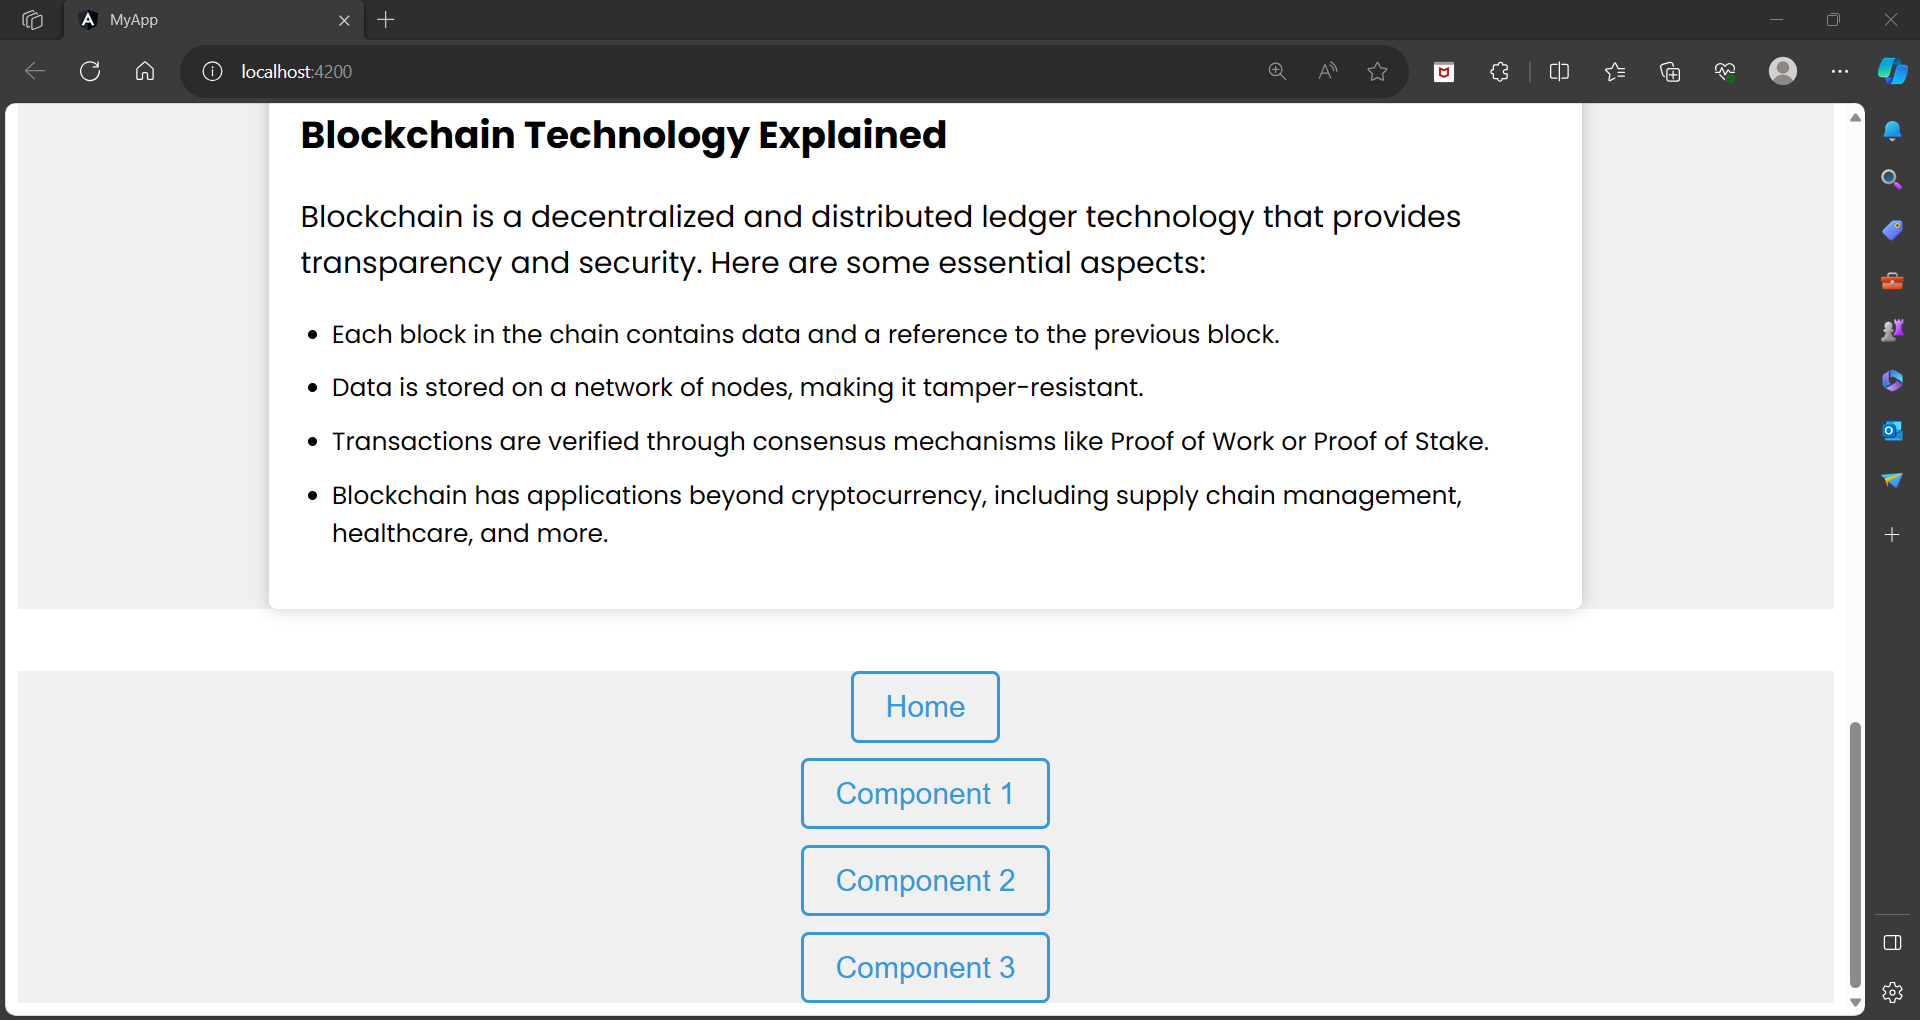 MyApp
localhost:4200
Blockchain Technology Explained
Blockchain is a decentralized and distributed ledger technology that provides
transparency and security. Here are some essential aspects:
Each block in the chain contains data and a reference to the previous block.
Data is stored on a network of nodes, making it tamper-resistant.
Transactions are verified through consensus mechanisms like Proof of Work or Proof of Stake.
Blockchain has applications beyond cryptocurrency, including supply chain management,
healthcare, and more.
Home
Component 1
Component 2
Component 3